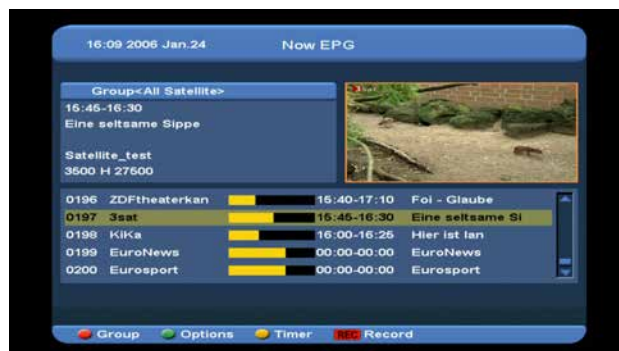 16:09 2006 Jan.24 Now EPG
Group<All Satellite>
15:45-16:30
Eine seltsame Sippe
Satellite_test
3500 H 27500
3sat
0196 ZDFtheaterkan 15:40-17:10 Foi - Glaube
0197 3sat 15:45-16:30 Eine seltsame Si
0198 KiKa 16:00-16:25 Hier ist Ian
0199 EuroNews 00:00-00:00 EuroNews
0200 Eurosport 00:00-00:00 Eurosport
Group Options Timer REC Record